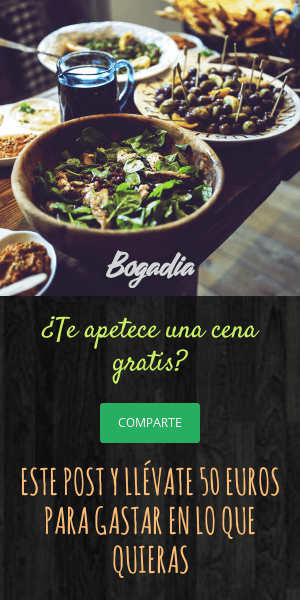 Bogadia
¿Te apetece una cena
gratis?
COMPARTE
ESTE POST Y LLÉVATE 50 EUROS
PARA GASTAR EN LO QUE
QUIERAS